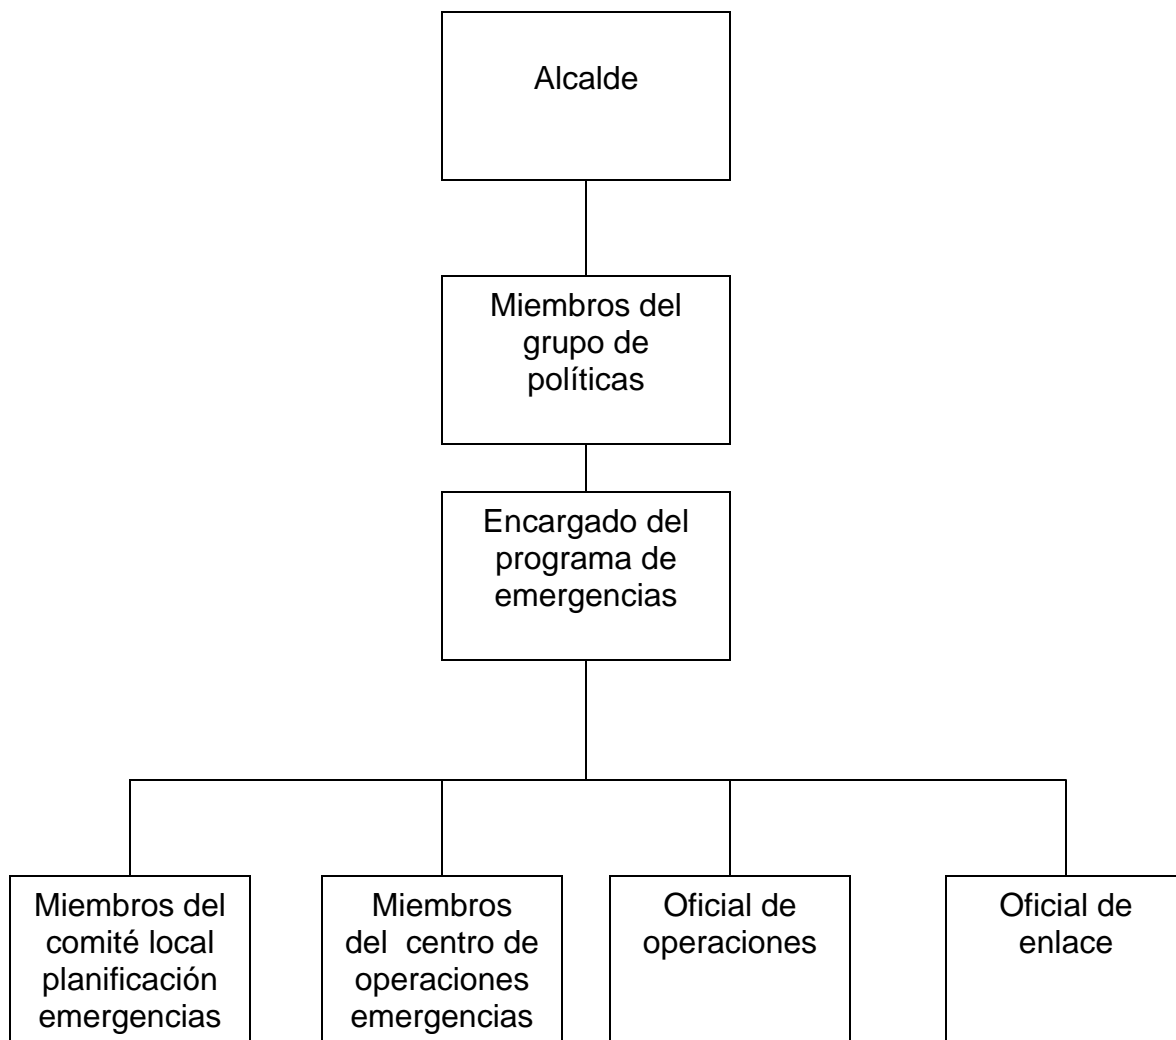 Alcalde
Miembros del
grupo de
políticas
Encargado del
programa de
emergencias
Miembros del
comité local
planificación
emergencias
Miembros
del centro de
operaciones
emergencias
Oficial de
operaciones
Oficial de
enlace